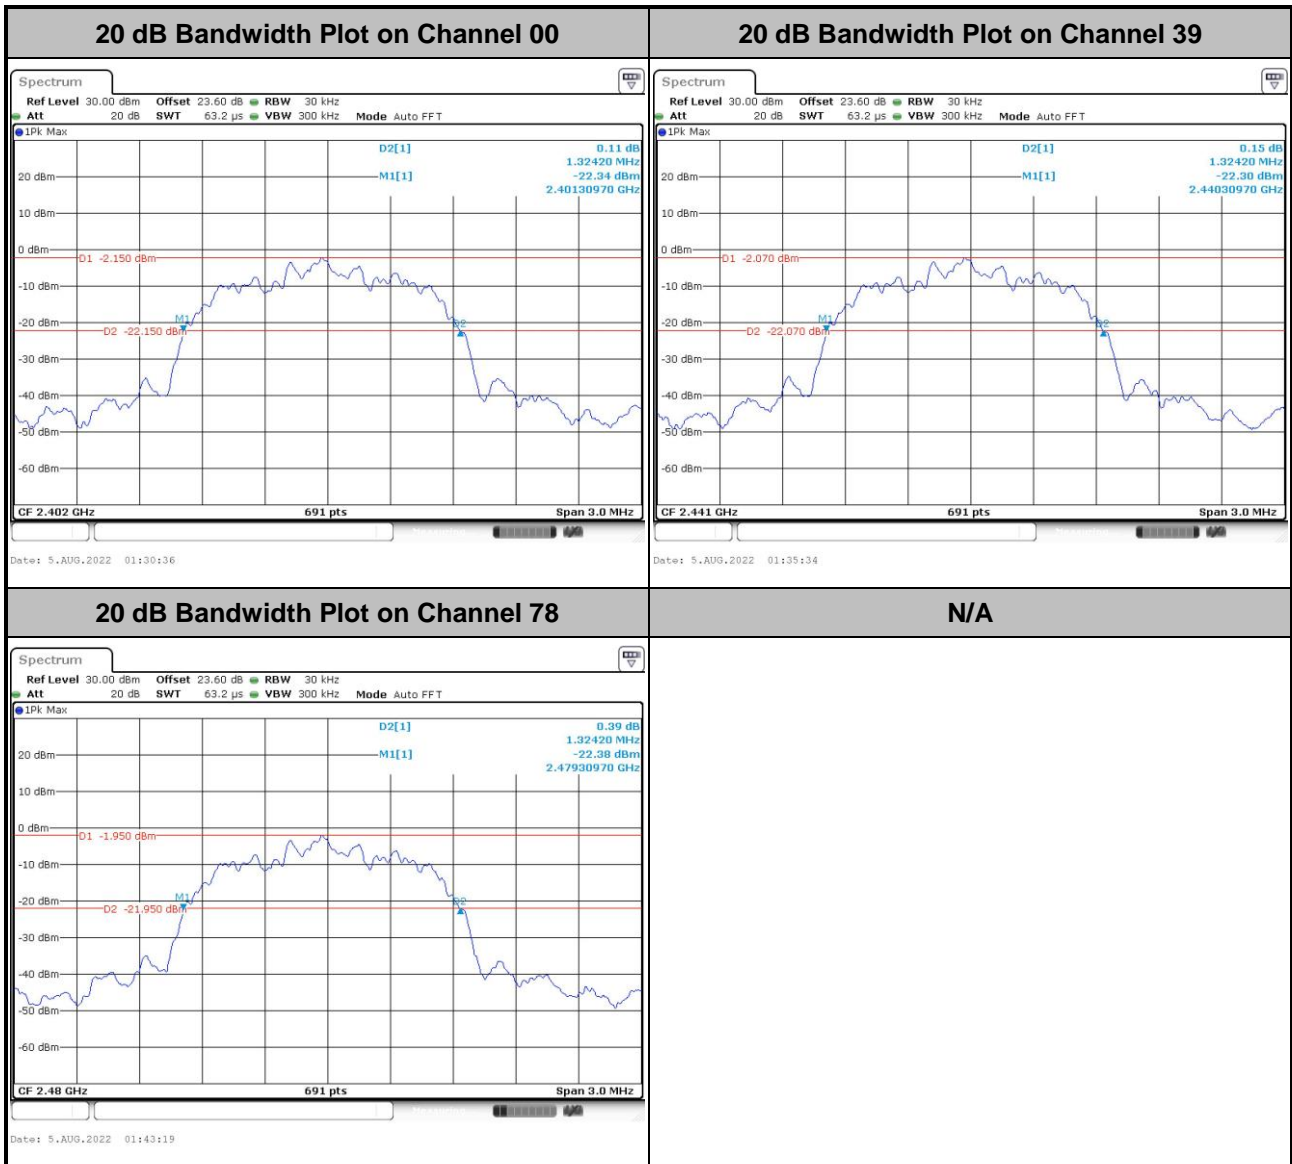 20 dB Bandwidth Plot on Channel 00
20 dB Bandwidth Plot on Channel 39
Spectrum
Ref Level 30.00 dBm Offset 23.60 dB RBW 30 kHz
Att 20 dB SWT 63.2 µs VBW 300 kHz Mode Auto FFT
1Pk Max
D2[1] 0.11 dB
1.32420 MHz
M1[1] -22.34 dBm
2.40130970 GHz
20 dBm
10 dBm
0 dBm
D1 -2.150 dBm
-10 dBm
-20 dBm
M1
D2
D2 -22.150 dBm
-30 dBm
-40 dBm
-50 dBm
-60 dBm
CF 2.402 GHz 691 pts Span 3.0 MHz
Date: 5.AUG.2022 01:30:36
Spectrum
Ref Level 30.00 dBm Offset 23.60 dB RBW 30 kHz
Att 20 dB SWT 63.2 µs VBW 300 kHz Mode Auto FFT
1Pk Max
D2[1] 0.15 dB
1.32420 MHz
M1[1] -22.30 dBm
2.44030970 GHz
20 dBm
10 dBm
0 dBm
D1 -2.070 dBm
-10 dBm
-20 dBm
M1
D2
D2 -22.070 dBm
-30 dBm
-40 dBm
-50 dBm
-60 dBm
CF 2.441 GHz 691 pts Span 3.0 MHz
Date: 5.AUG.2022 01:35:34
20 dB Bandwidth Plot on Channel 78
N/A
Spectrum
Ref Level 30.00 dBm Offset 23.60 dB RBW 30 kHz
Att 20 dB SWT 63.2 µs VBW 300 kHz Mode Auto FFT
1Pk Max
D2[1] 0.39 dB
1.32420 MHz
M1[1] -22.38 dBm
2.47930970 GHz
20 dBm
10 dBm
0 dBm
D1 -1.950 dBm
-10 dBm
-20 dBm
M1
D2
D2 -21.950 dBm
-30 dBm
-40 dBm
-50 dBm
-60 dBm
CF 2.48 GHz 691 pts Span 3.0 MHz
Date: 5.AUG.2022 01:43:19